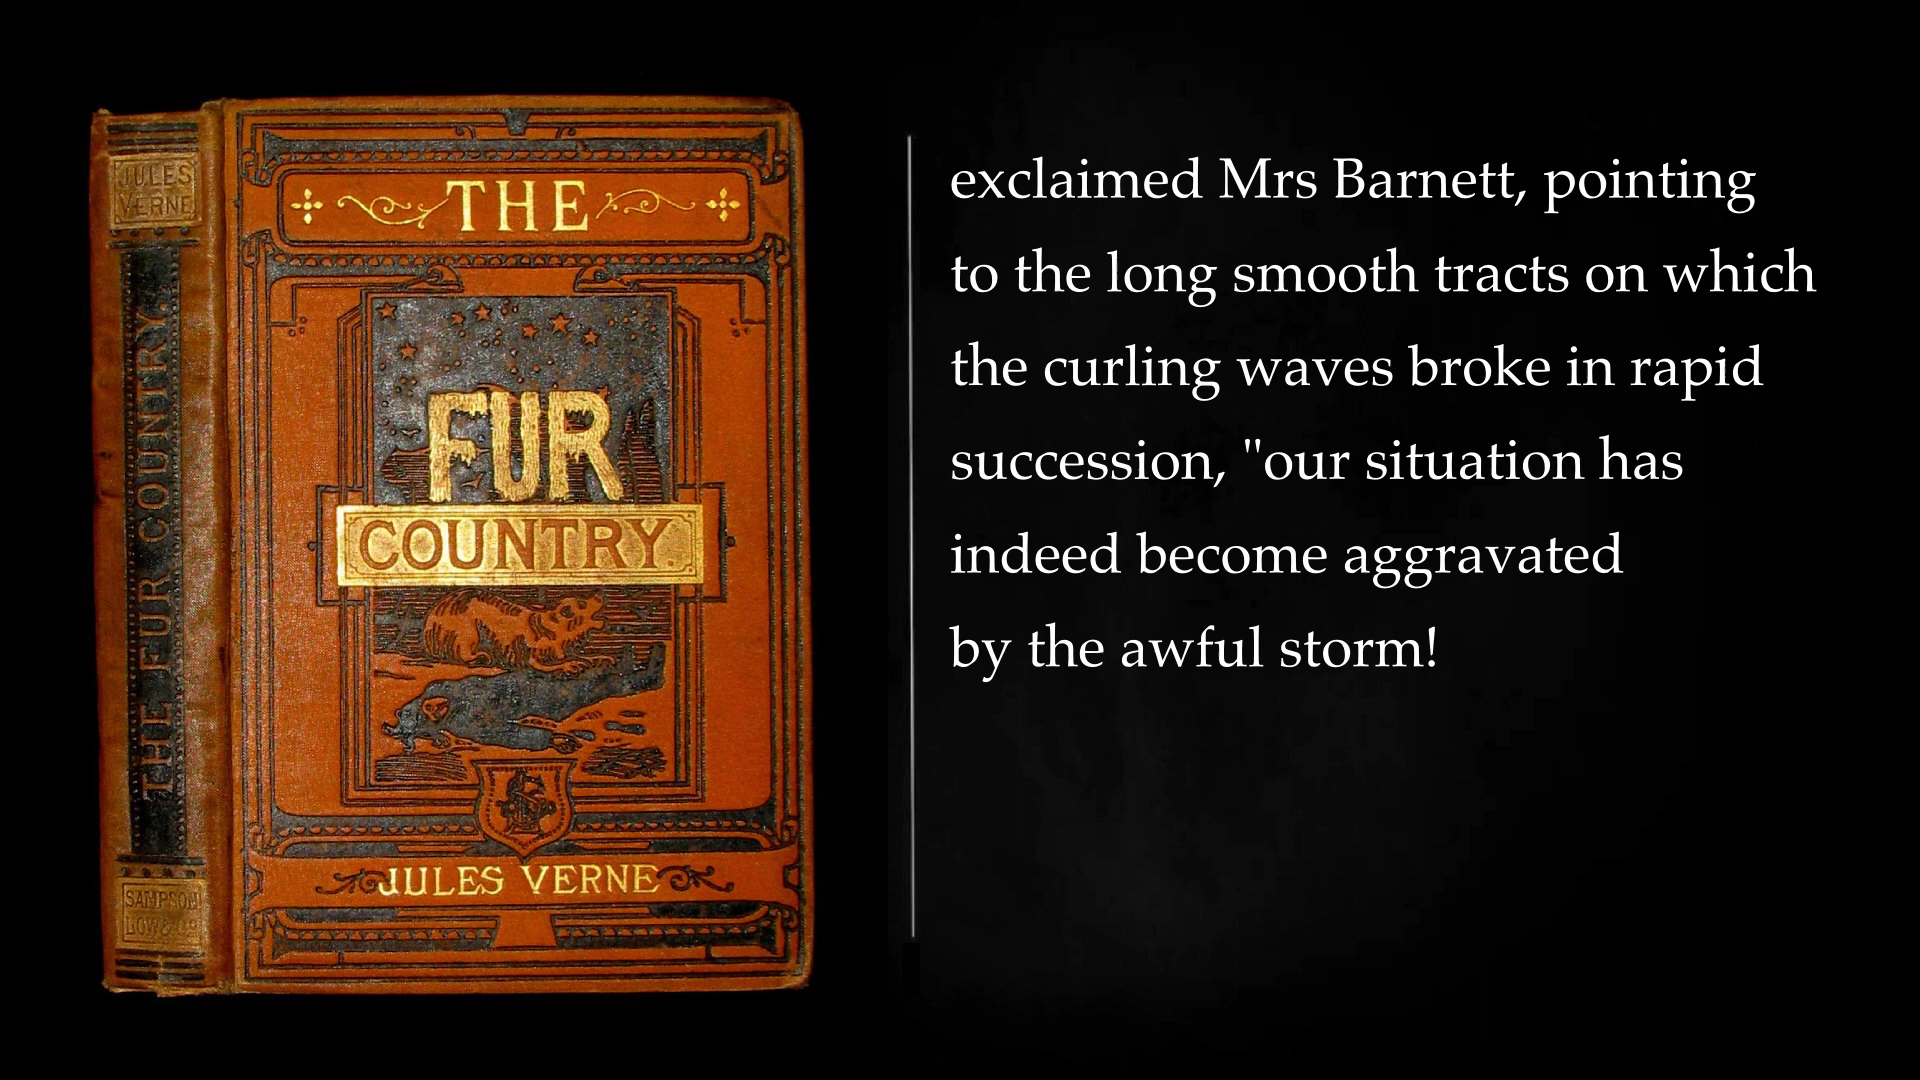 JULES
VERNE
THE FUR COUNTRY.
SAMPSON
LOW & Co
THE
FUR
COUNTRY.
JULES VERNE
exclaimed Mrs Barnett, pointing
to the long smooth tracts on which
the curling waves broke in rapid
succession, "our situation has
indeed become aggravated
by the awful storm!